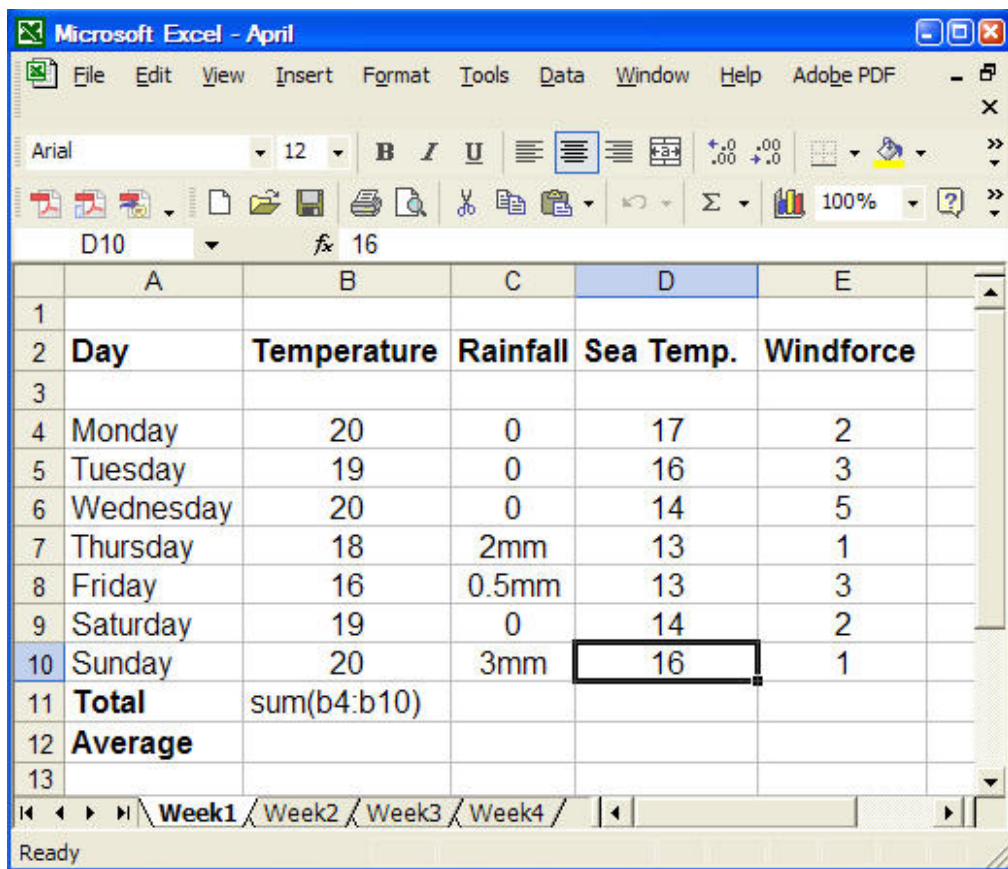 Microsoft Excel - April
File Edit View Insert Format Tools Data Window Help Adobe PDF
Arial 12 B I U
100%
D10 fx 16
A B C D E
1
2 Day Temperature Rainfall Sea Temp. Windforce
3
4 Monday 20 0 17 2
5 Tuesday 19 0 16 3
6 Wednesday 20 0 14 5
7 Thursday 18 2mm 13 1
8 Friday 16 0.5mm 13 3
9 Saturday 19 0 14 2
10 Sunday 20 3mm 16 1
11 Total sum(b4:b10)
12 Average
13
Week1 Week2 Week3 Week4
Ready